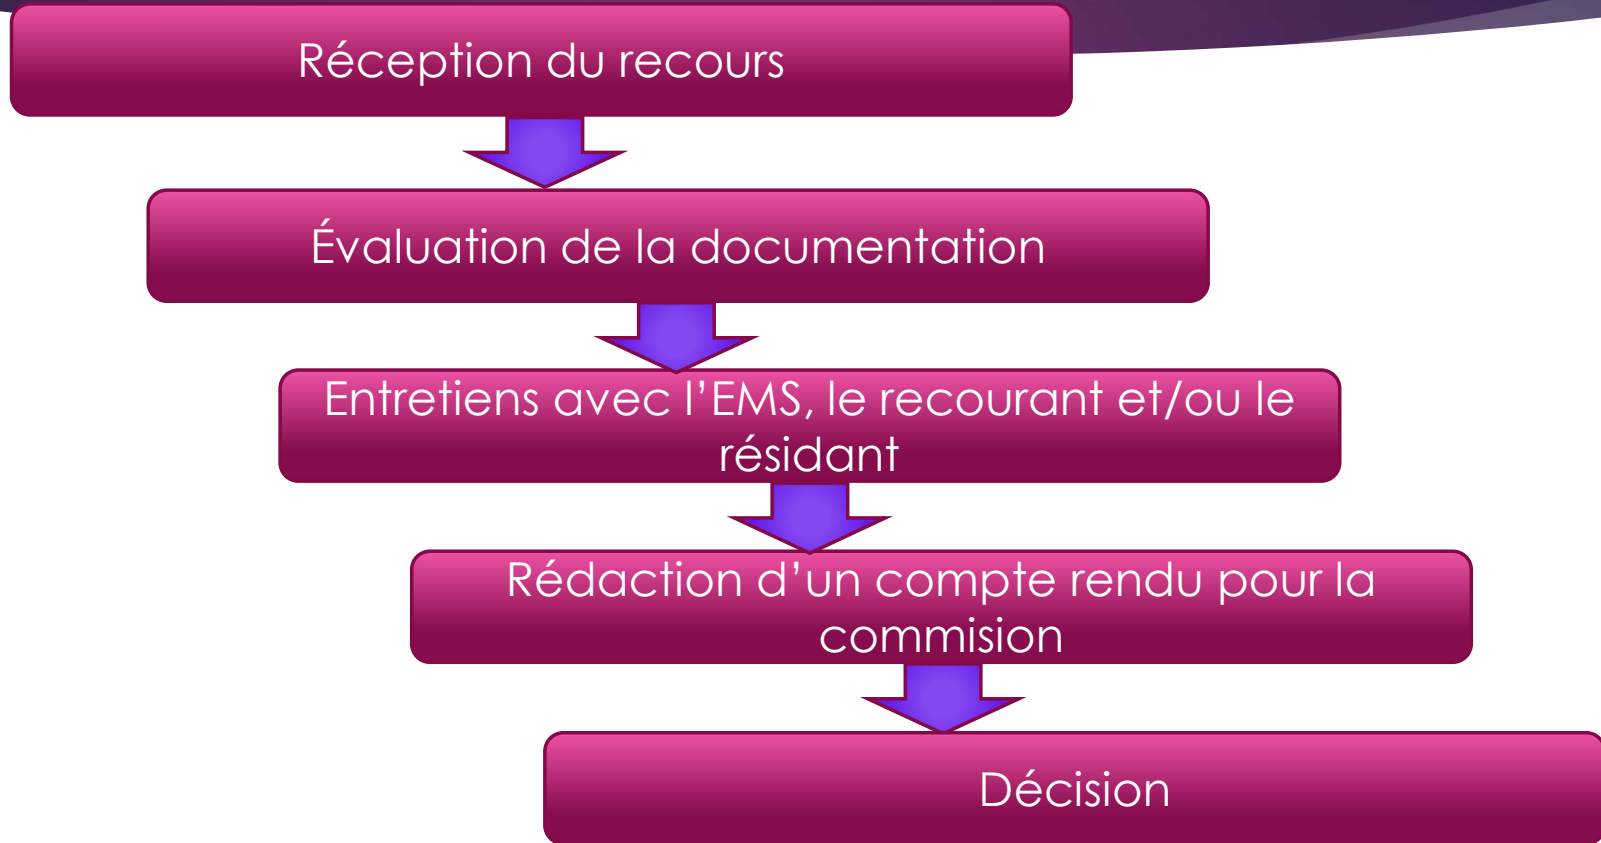 Réception du recours
Évaluation de la documentation
Entretiens avec l’EMS, le recourant et/ou le
résidant
Rédaction d’un compte rendu pour la
commision
Décision